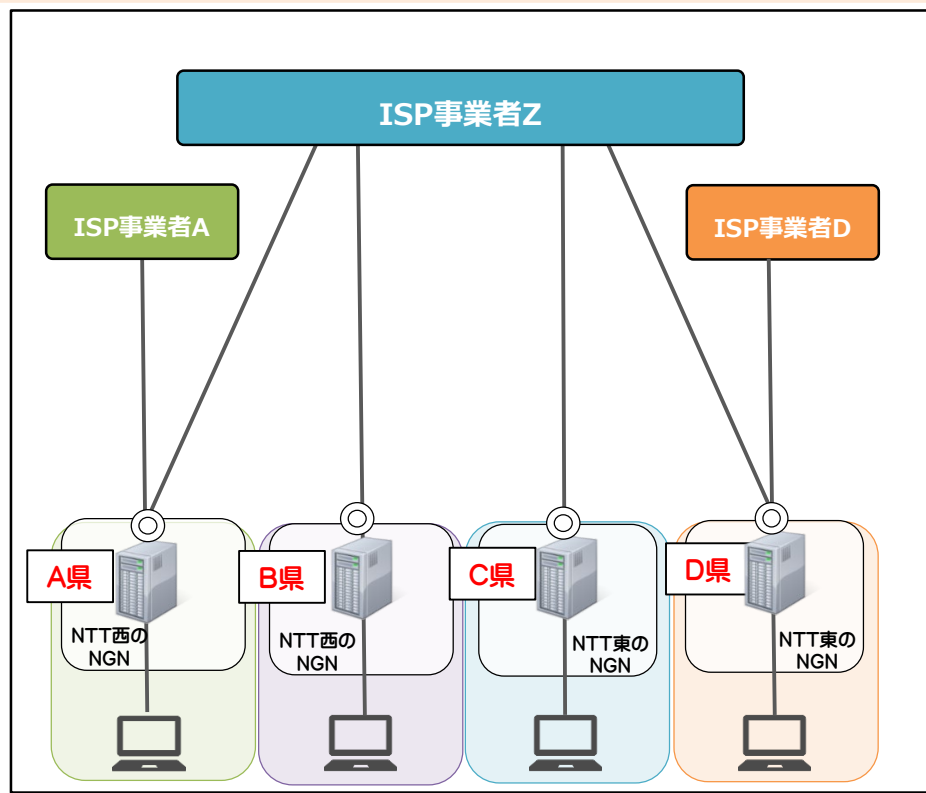 ISP事業者Z
ISP事業者A
ISP事業者D
A県
B県
C県
D県
NTT西の
NGN
NTT西の
NGN
NTT東の
NGN
NTT東の
NGN